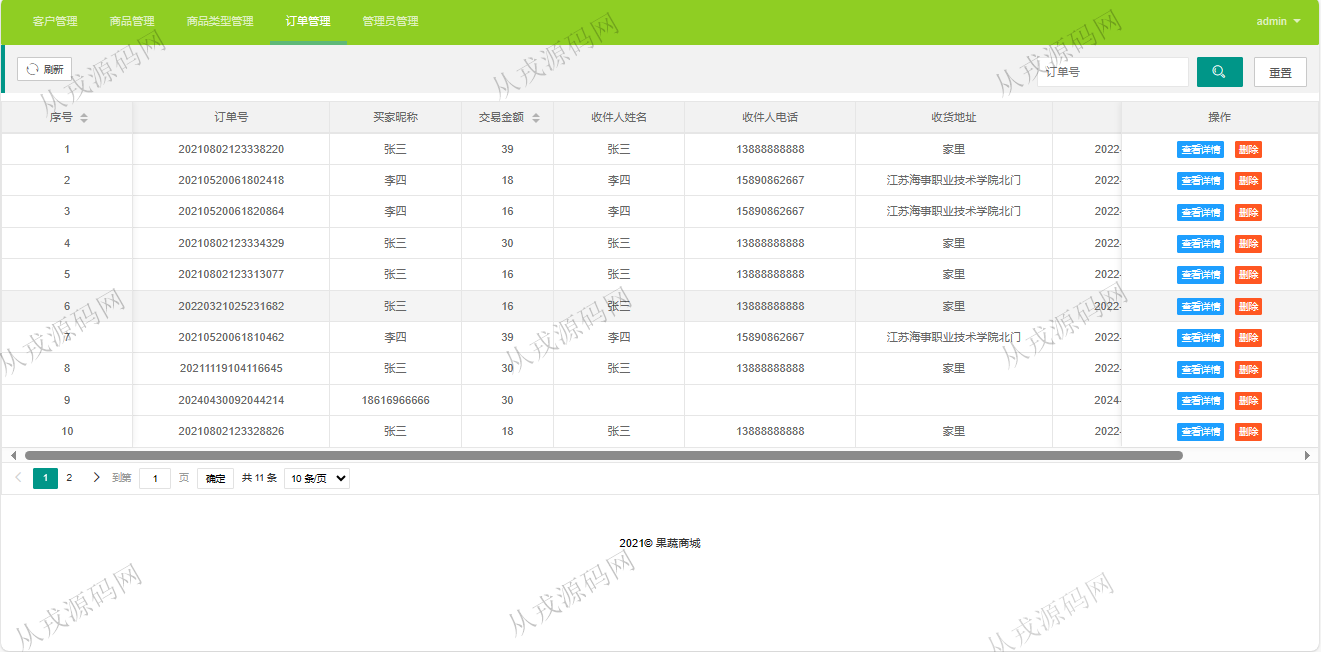 客户管理 商品管理 商品类型管理 订单管理 管理员管理 admin
刷新 订单号 重置
序号 订单号 买家昵称 交易金额 收件人姓名 收件人电话 收货地址 操作
1 20210802123338220 张三 39 张三 13888888888 家里 2022- 查看详情 删除
2 20210520061802418 李四 18 李四 15890862667 江苏海事职业技术学院北门 2022- 查看详情 删除
3 20210520061820864 李四 16 李四 15890862667 江苏海事职业技术学院北门 2022- 查看详情 删除
4 20210802123334329 张三 30 张三 13888888888 家里 2022- 查看详情 删除
5 20210802123313077 张三 16 张三 13888888888 家里 2022- 查看详情 删除
6 20220321025231682 张三 16 张三 13888888888 家里 2022- 查看详情 删除
7 20210520061810462 李四 39 李四 15890862667 江苏海事职业技术学院北门 2022- 查看详情 删除
8 20211119104116645 张三 30 张三 13888888888 家里 2022- 查看详情 删除
9 20240430092044214 18616966666 30 2024- 查看详情 删除
10 20210802123328826 张三 18 张三 13888888888 家里 2022- 查看详情 删除
1 2 到第 1 页 确定 共 11 条 10 条/页
2021© 果蔬商城
从戎源码网
从戎源码网
从戎源码网
从戎源码网
从戎源码网
从戎源码网
从戎源码网
从戎源码网
从戎源码网